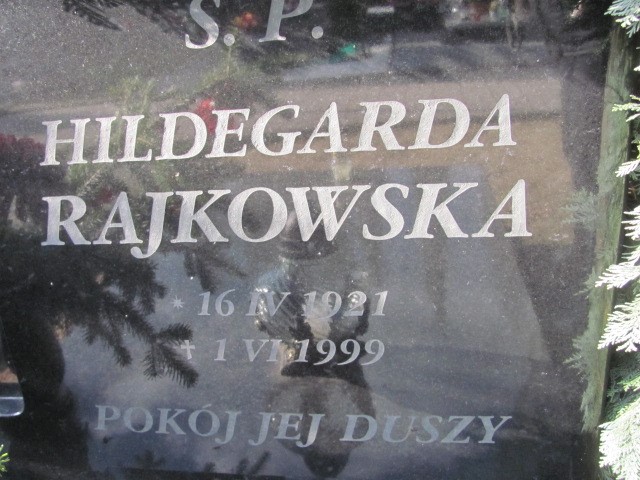 Ś. P.
HILDEGARDA
RAJKOWSKA
* 16 IV 1921
✝ 1 VI 1999
POKÓJ JEJ DUSZY